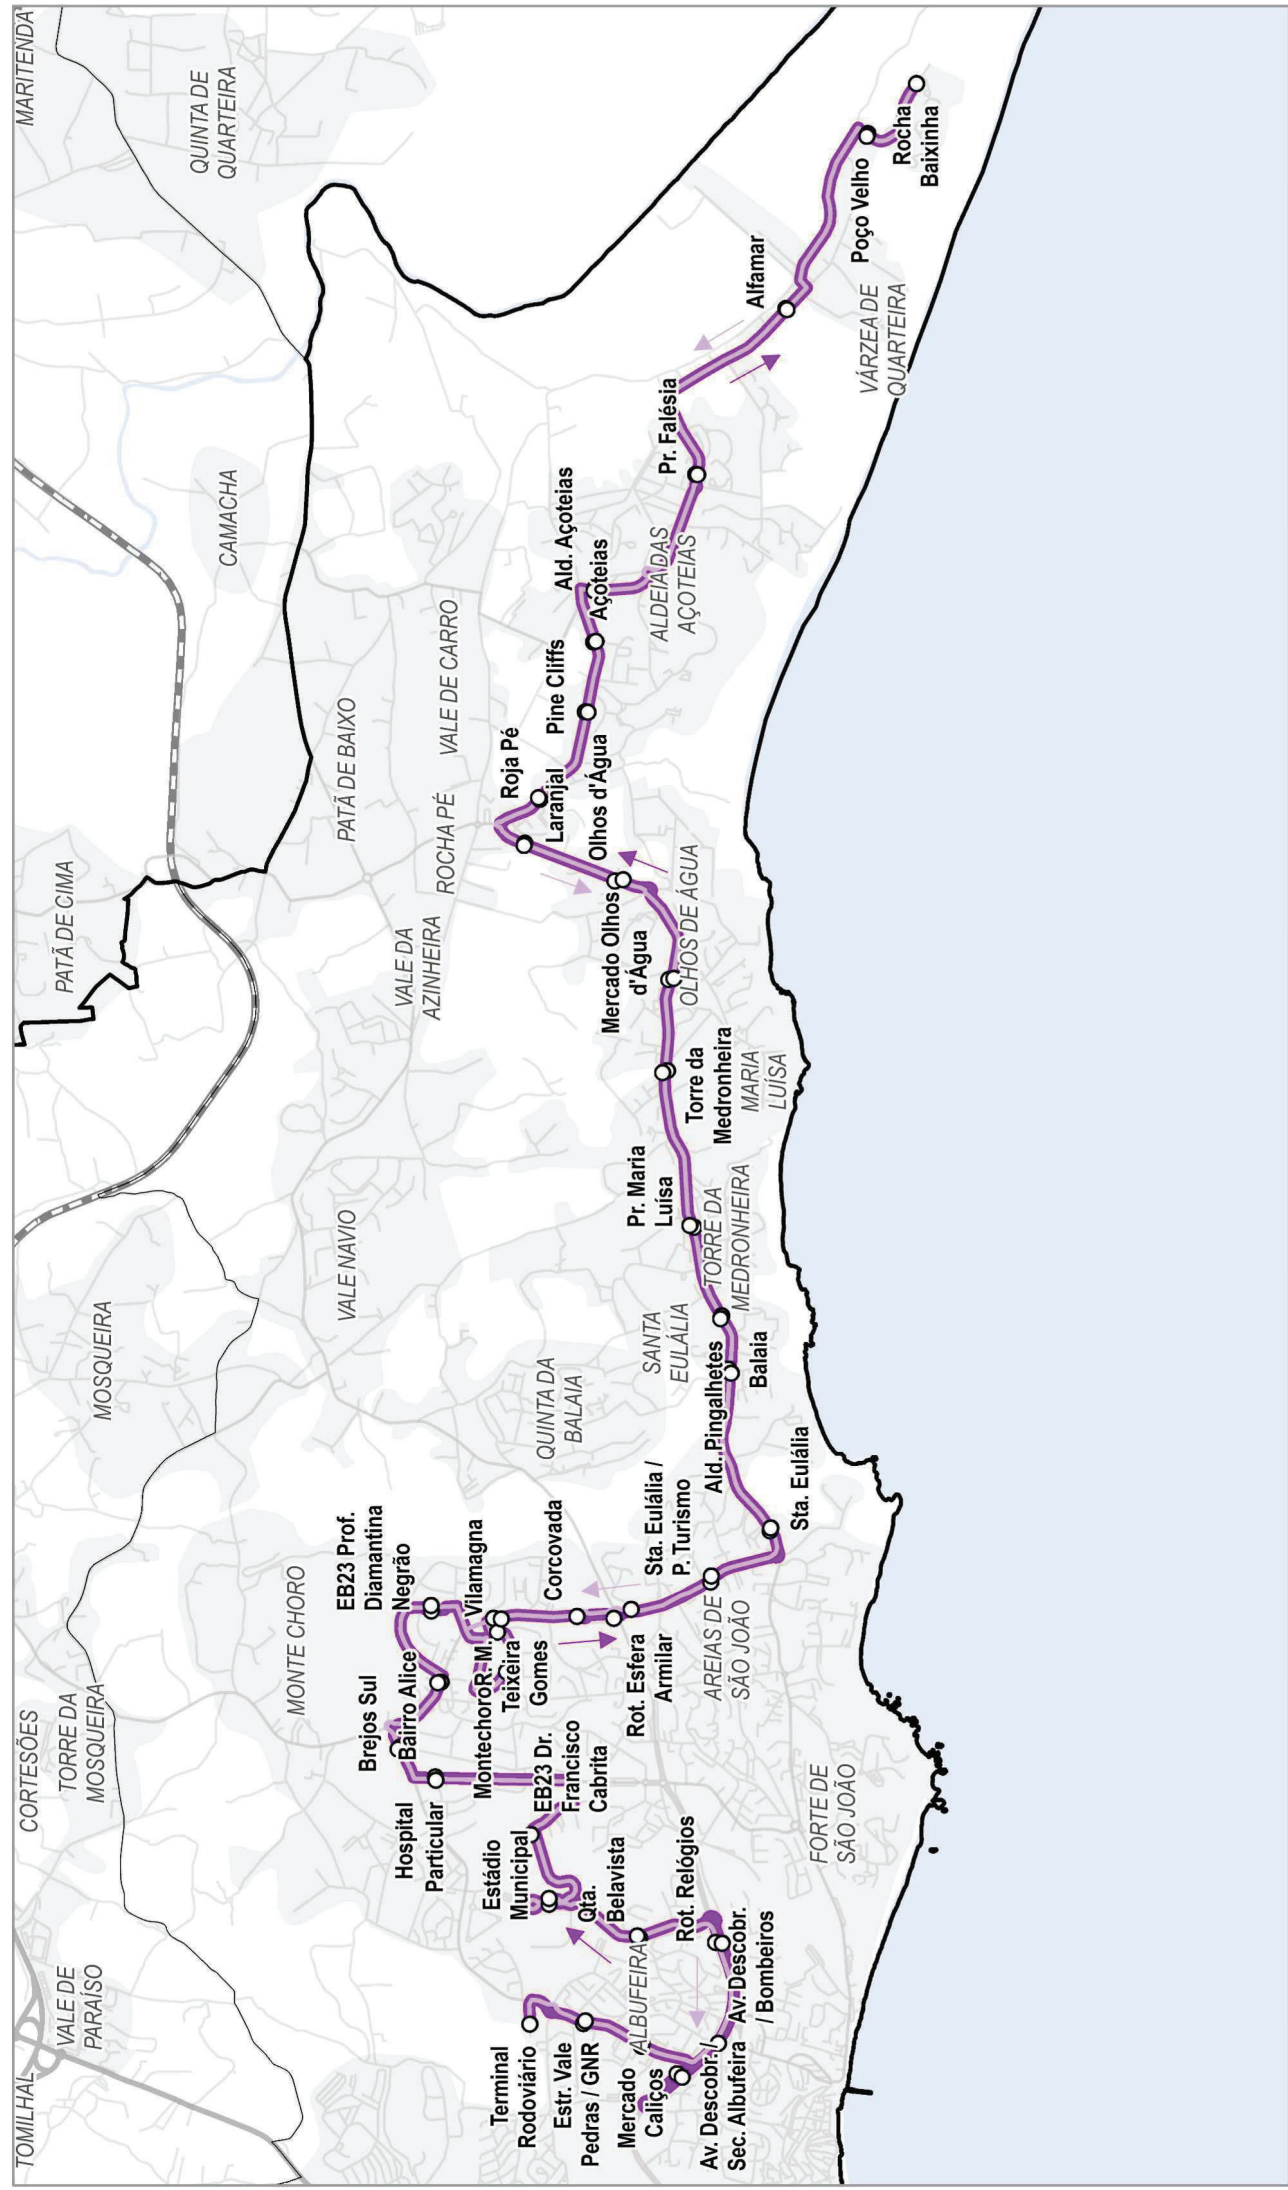 TOMILHAL
VALE DE
PARAÍSO
CORTESÕES
TORRE DA
MOSQUEIRA
MOSQUEIRA
PATÃ DE CIMA
MARITENDA
QUINTA DE
QUARTEIRA
CAMACHA
MONTE CHORO
VALE NAVIO
PATÃ DE BAIXO
VALE DA
AZINHEIRA
ROCHA PÉ
VALE DE CARRO
QUINTA DA
BALAIA
SANTA
EULÁLIA
TORRE DA
MEDRONHEIRA
MARIA
LUÍSA
OLHOS DE ÁGUA
ALDEIA DAS
AÇOTEIAS
VÁRZEA DE
QUARTEIRA
ALBUFEIRA
AREIAS DE
SÃO JOÃO
FORTE DE
SÃO JOÃO
Terminal
Rodoviário
Estr. Vale
Pedras / GNR
Mercado
Caliços
Av. Descobr. /
Sec. Albufeira
Av. Descobr.
/ Bombeiros
Rot. Relógios
Qta.
Belavista
Estádio
Municipal
EB23 Dr.
Francisco
Cabrita
Hospital
Particular
Brejos Sul
Bairro Alice
EB23 Prof.
Diamantina
Negrão
Vilamagna
Montechoro
R. M.
Teixeira
Gomes
Corcovada
Rot. Esfera
Armilar
Sta. Eulália /
P. Turismo
Sta. Eulália
Ald. Pingalhetes
Balaia
Pr. Maria
Luísa
Torre da
Medronheira
Mercado Olhos
d'Água
Olhos d'Água
Laranjal
Roja Pé
Pine Cliffs
Açoteias
Ald. Açoteias
Pr. Falésia
Alfamar
Poço Velho
Rocha
Baixinha